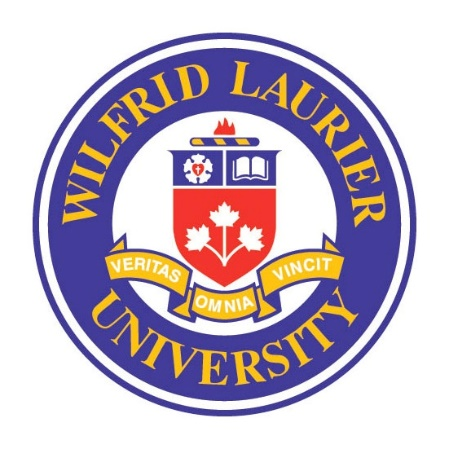 WILFRID LAURIER
UNIVERSITY
VERITAS
OMNIA
VINCIT